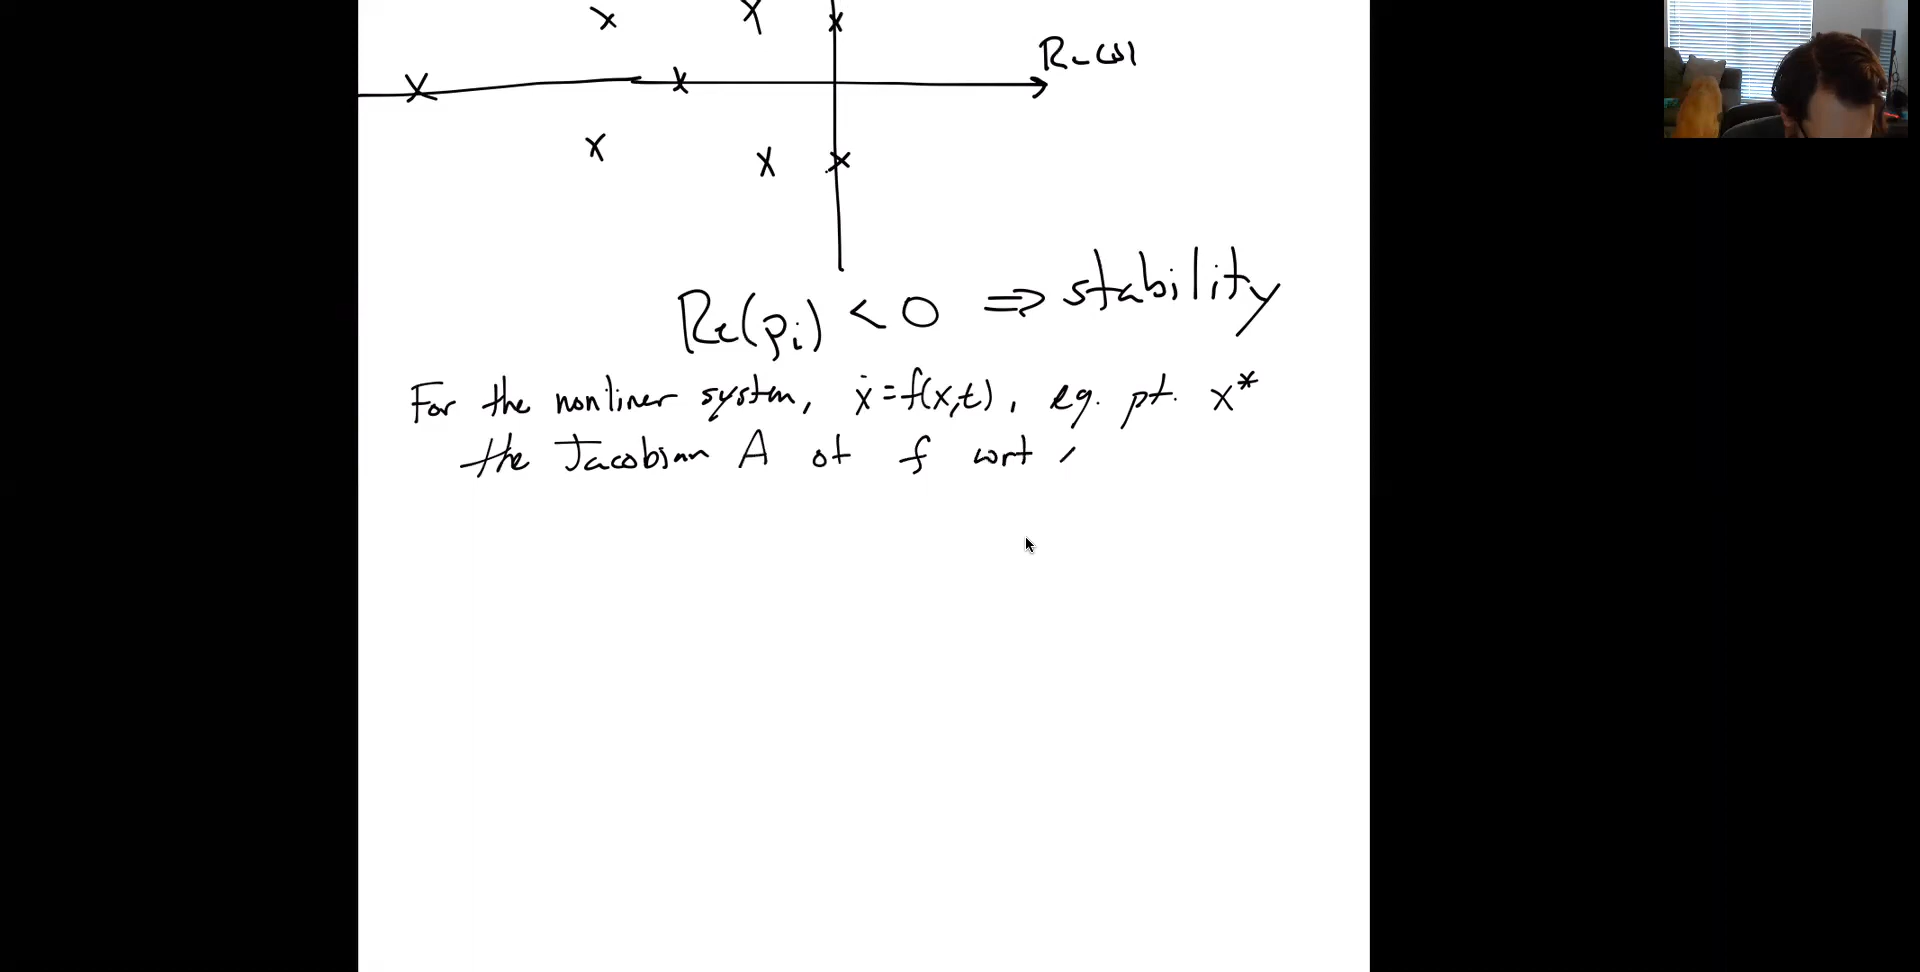 Re(s)
Re(pi) < 0 ⇒ stability
For the nonliner system, ẋ=f(x,t), eq. pt. x*
the Jacobian A of f wrt